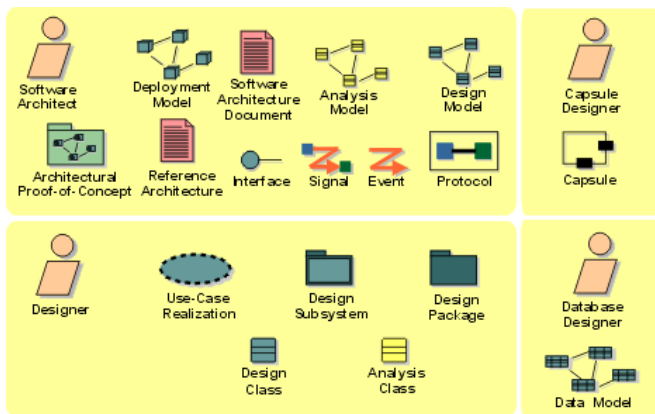 Software
Architect
Deployment
Model
Software
Architecture
Document
Analysis
Model
Design
Model
Architectural
Proof-of-Concept
Reference
Architecture
Interface
Signal
Event
Protocol
Capsule
Designer
Capsule
Designer
Use-Case
Realization
Design
Subsystem
Design
Package
Design
Class
Analysis
Class
Database
Designer
Data Model